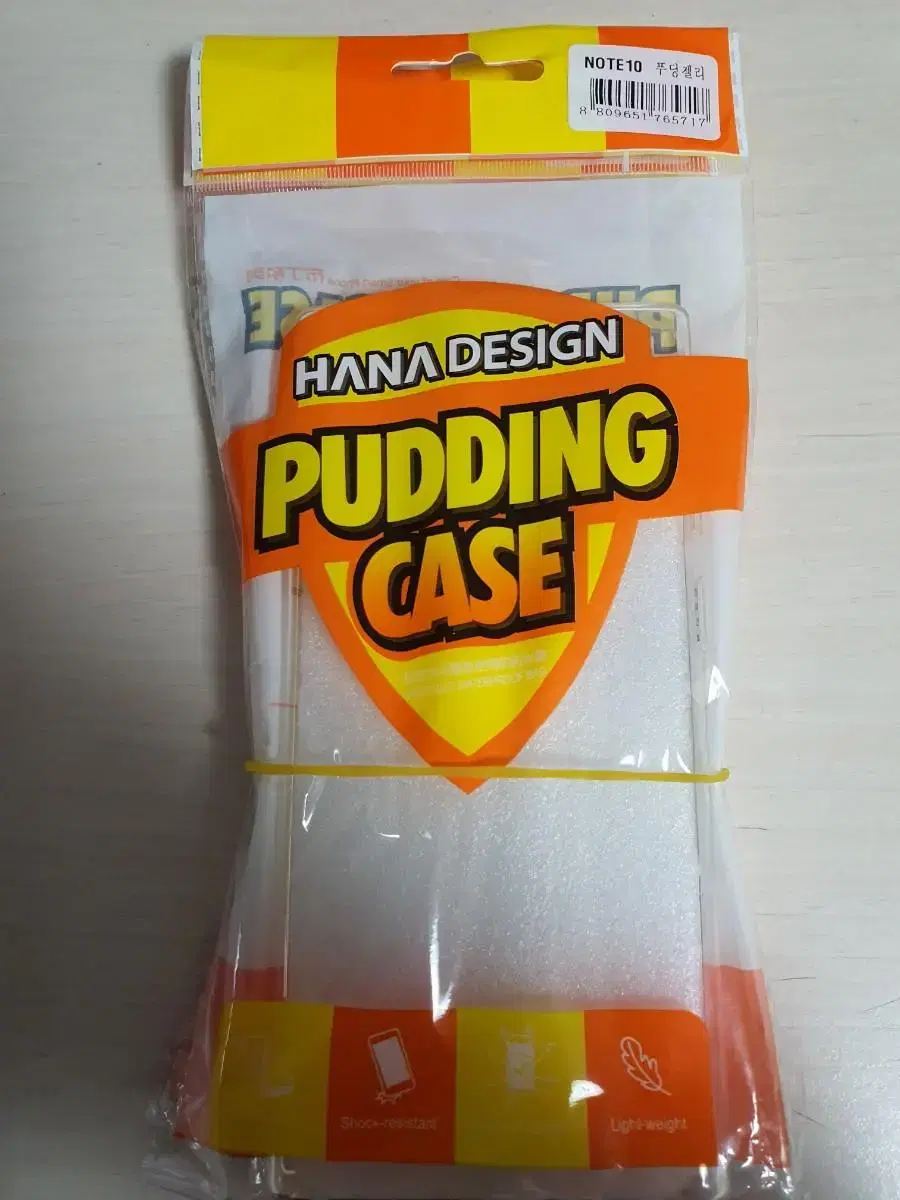 NOTE10 푸딩젤리
8 809651 765717
HANA DESIGN
PUDDING
CASE
Shock-resistant
Light-weight